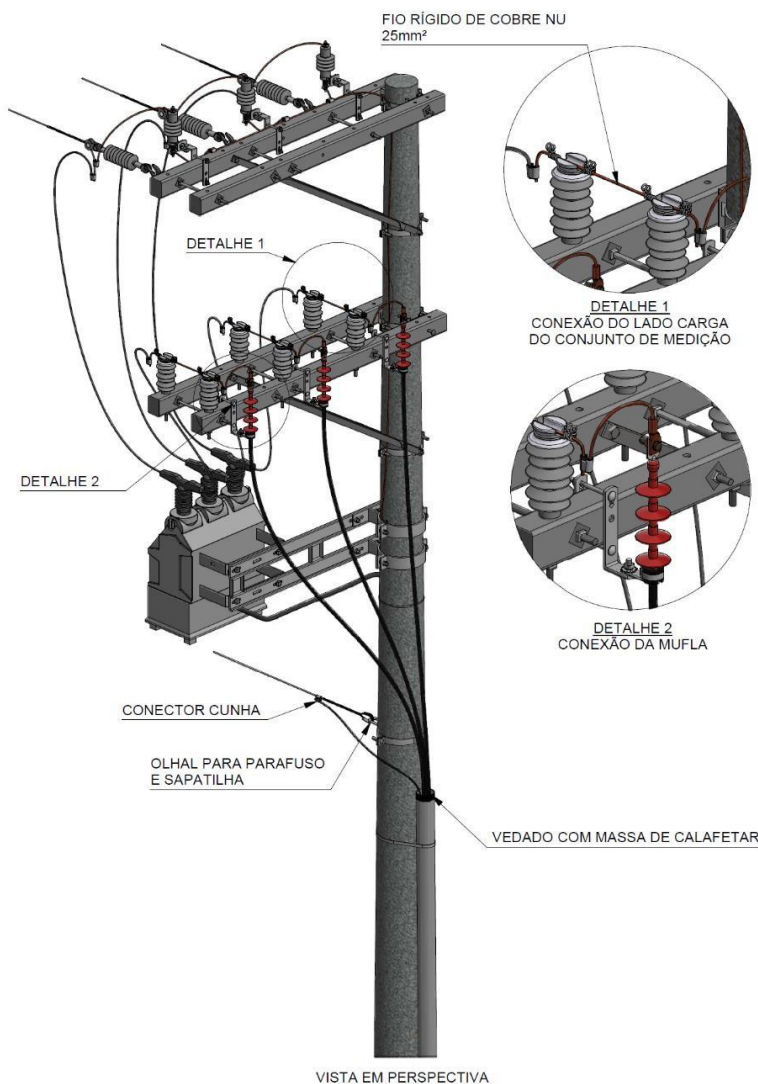 FIO RÍGIDO DE COBRE NU
25mm²
DETALHE 1
DETALHE 1
CONEXÃO DO LADO CARGA
DO CONJUNTO DE MEDIÇÃO
DETALHE 2
DETALHE 2
CONEXÃO DA MUFLA
CONECTOR CUNHA
OLHAL PARA PARAFUSO
E SAPATILHA
VEDADO COM MASSA DE CALAFETAR
VISTA EM PERSPECTIVA